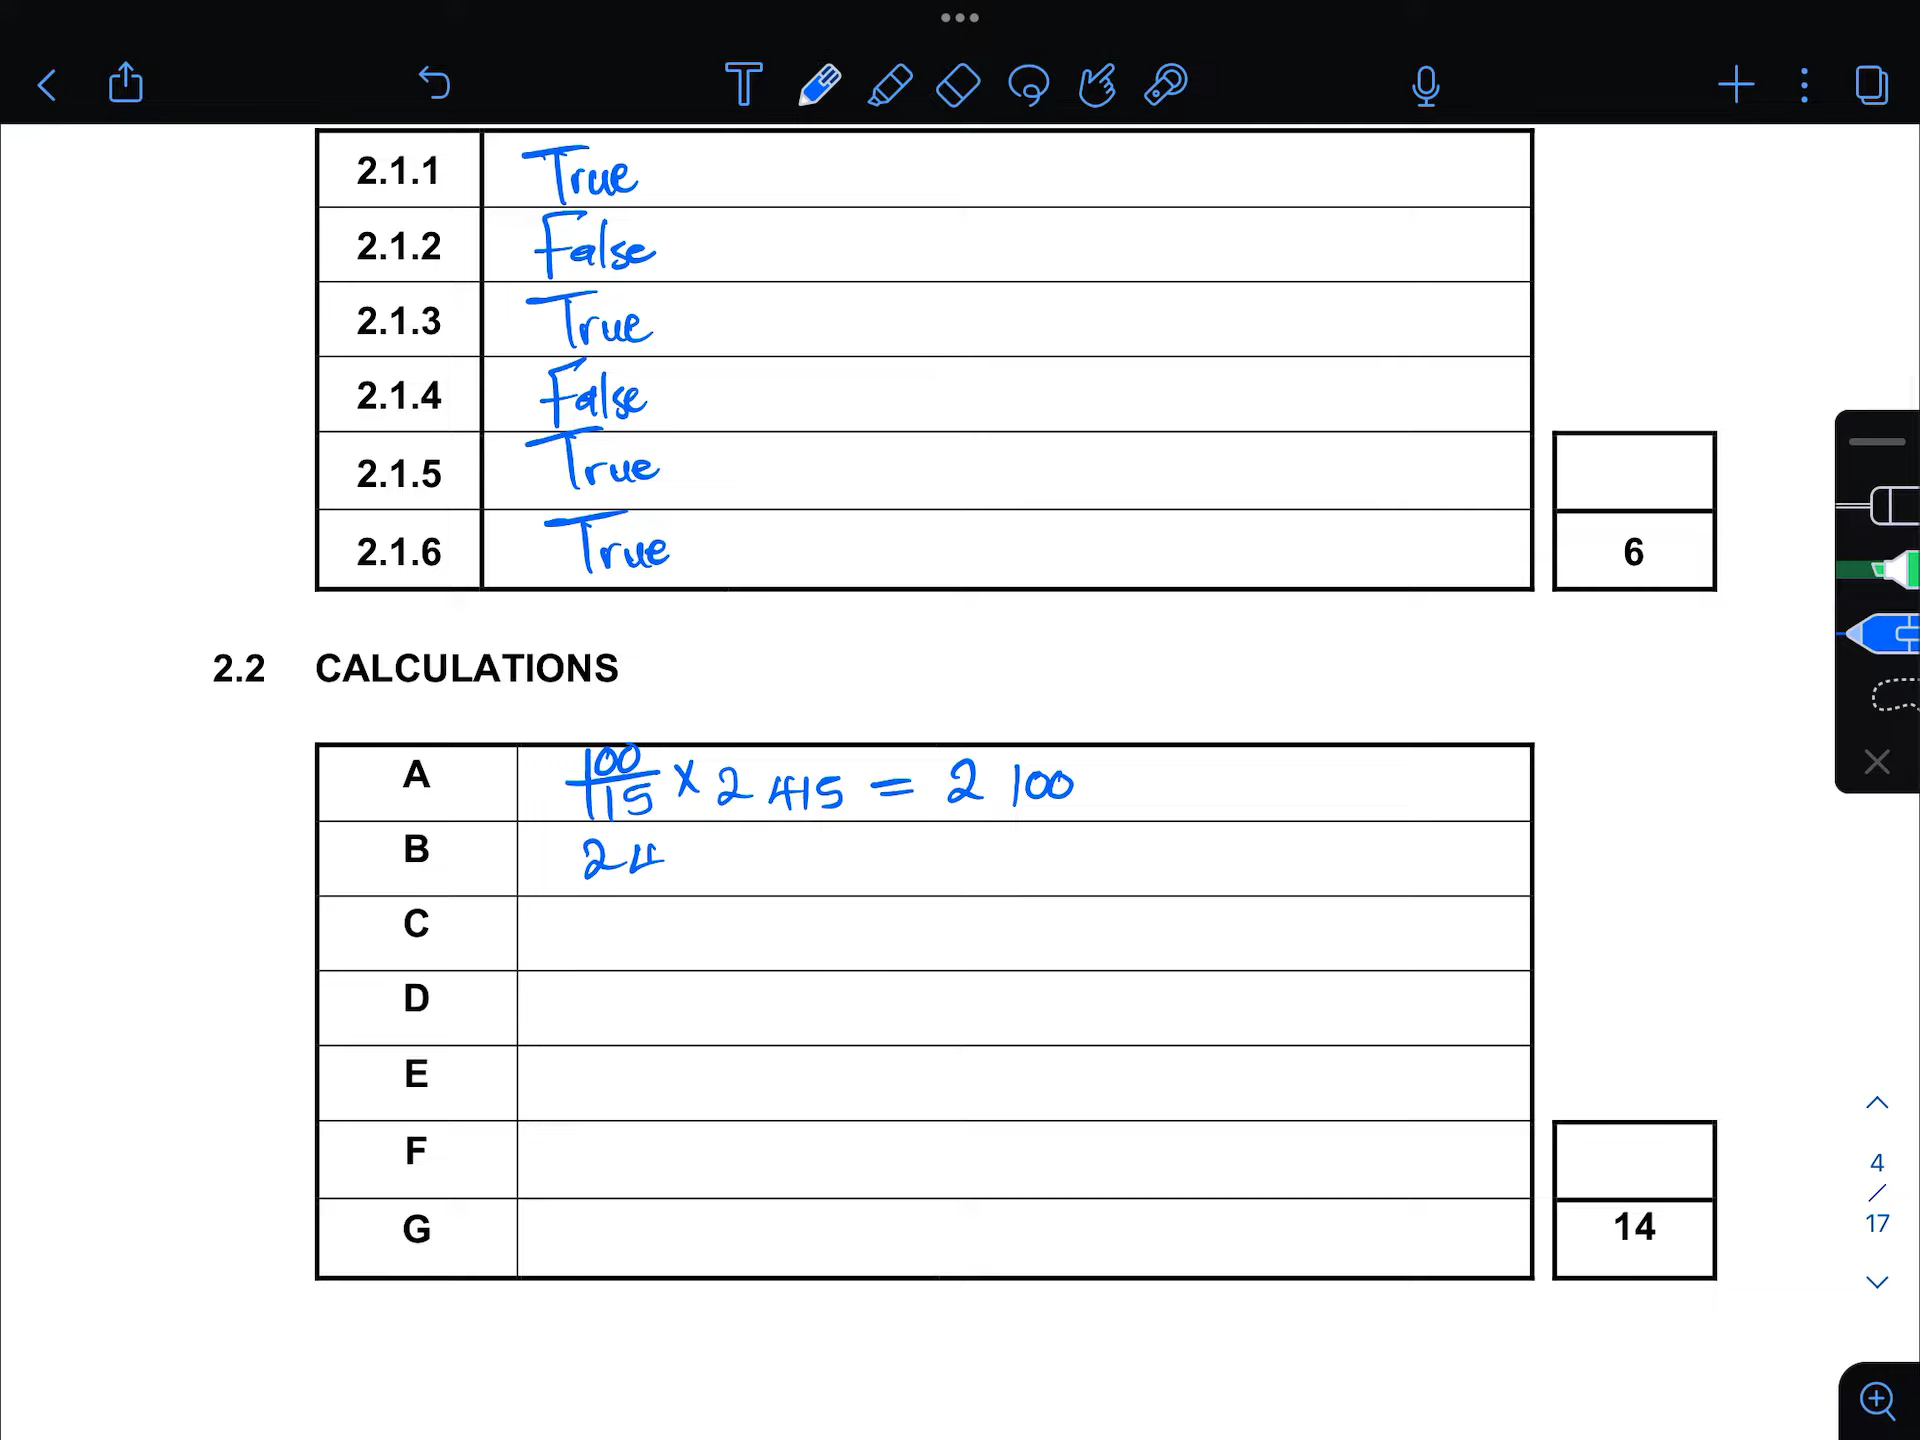 2.1.1 True
2.1.2 False
2.1.3 True
2.1.4 False
2.1.5 True
2.1.6 True
6
2.2 CALCULATIONS
A 100/115 × 2 415 = 2 100
B 24
C
D
E
F
G
14
4
/
17